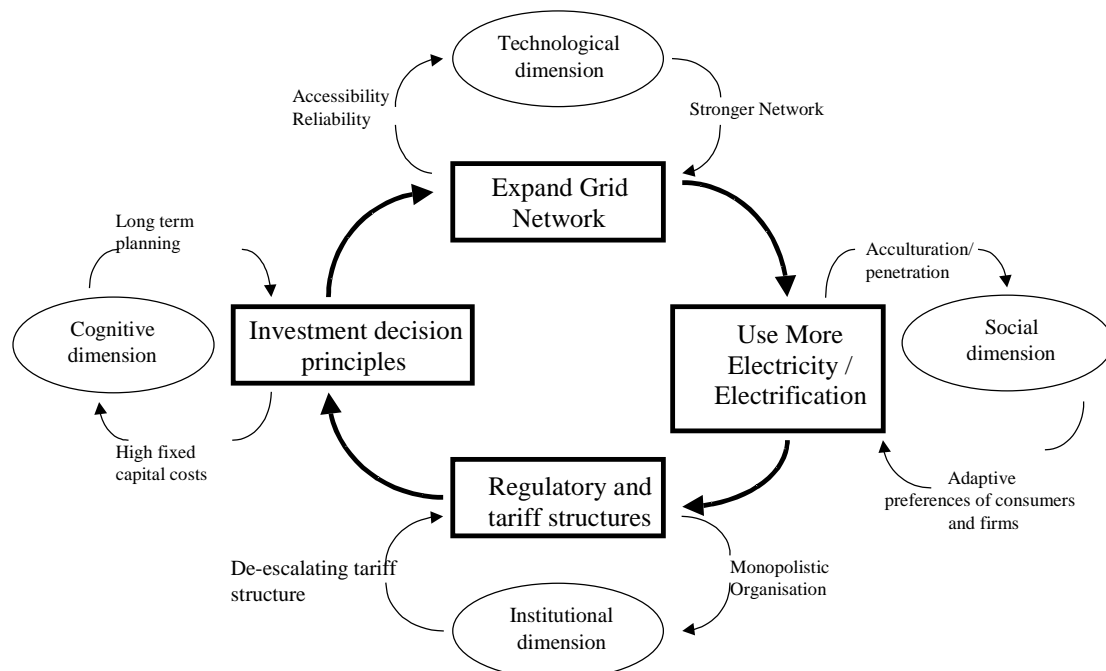 Technological
dimension
Accessibility
Reliability
Stronger Network
Expand Grid
Network
Long term
planning
Acculturation/
penetration
Cognitive
dimension
Investment decision
principles
Use More
Electricity /
Electrification
Social
dimension
High fixed
capital costs
Regulatory and
tariff structures
Adaptive
preferences of consumers
and firms
De-escalating tariff
structure
Monopolistic
Organisation
Institutional
dimension